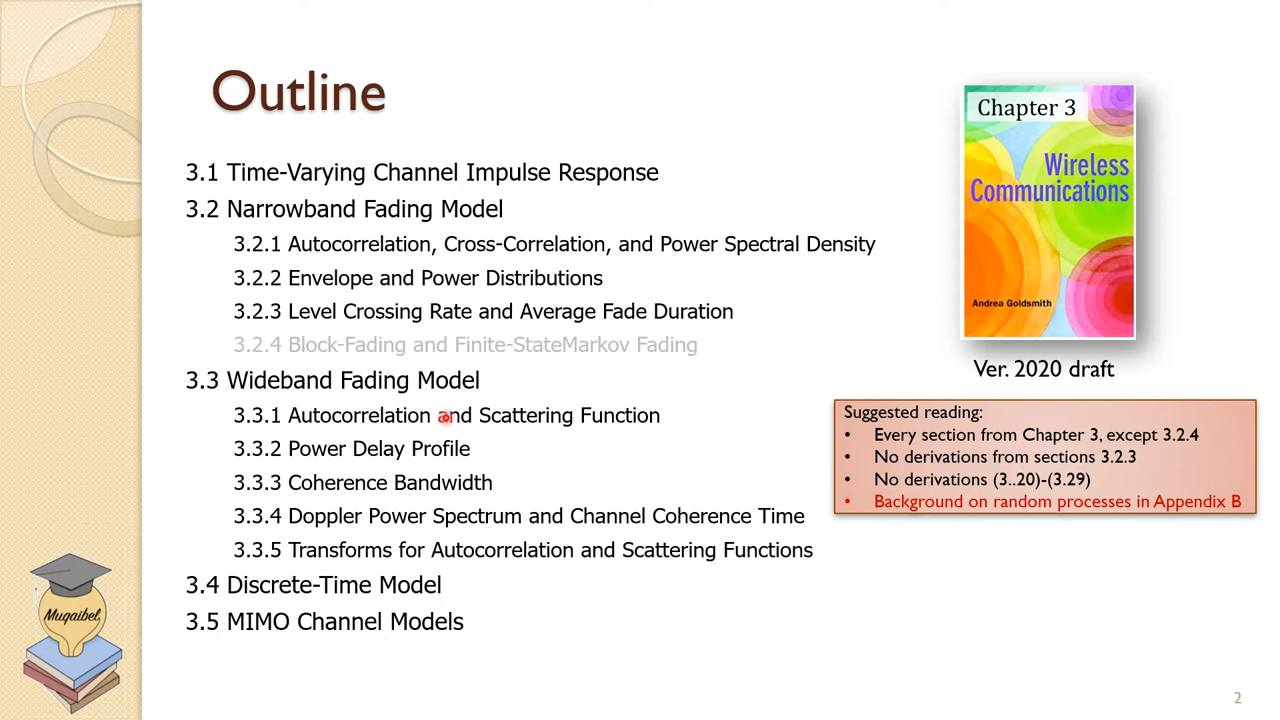 Outline
3.1 Time-Varying Channel Impulse Response
3.2 Narrowband Fading Model
3.2.1 Autocorrelation, Cross-Correlation, and Power Spectral Density
3.2.2 Envelope and Power Distributions
3.2.3 Level Crossing Rate and Average Fade Duration
3.2.4 Block-Fading and Finite-StateMarkov Fading
3.3 Wideband Fading Model
3.3.1 Autocorrelation and Scattering Function
3.3.2 Power Delay Profile
3.3.3 Coherence Bandwidth
3.3.4 Doppler Power Spectrum and Channel Coherence Time
3.3.5 Transforms for Autocorrelation and Scattering Functions
3.4 Discrete-Time Model
3.5 MIMO Channel Models
Chapter 3
Wireless
Communications
Andrea Goldsmith
Ver. 2020 draft
Suggested reading:
• Every section from Chapter 3, except 3.2.4
• No derivations from sections 3.2.3
• No derivations (3..20)-(3.29)
• Background on random processes in Appendix B
Muqaibel
2